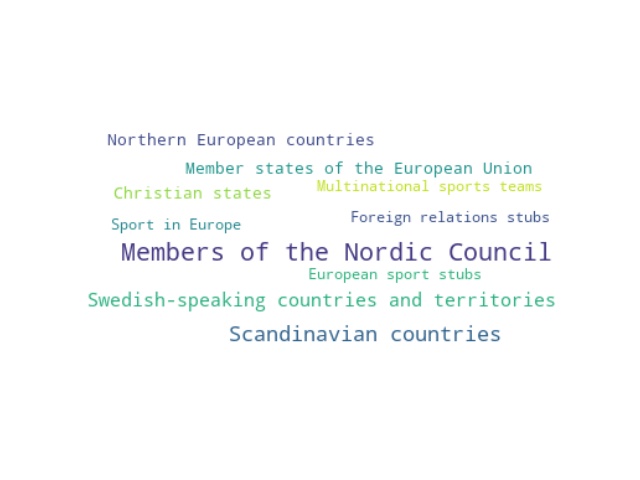 Northern European countries
Member states of the European Union
Multinational sports teams
Christian states
Foreign relations stubs
Sport in Europe
Members of the Nordic Council
European sport stubs
Swedish-speaking countries and territories
Scandinavian countries